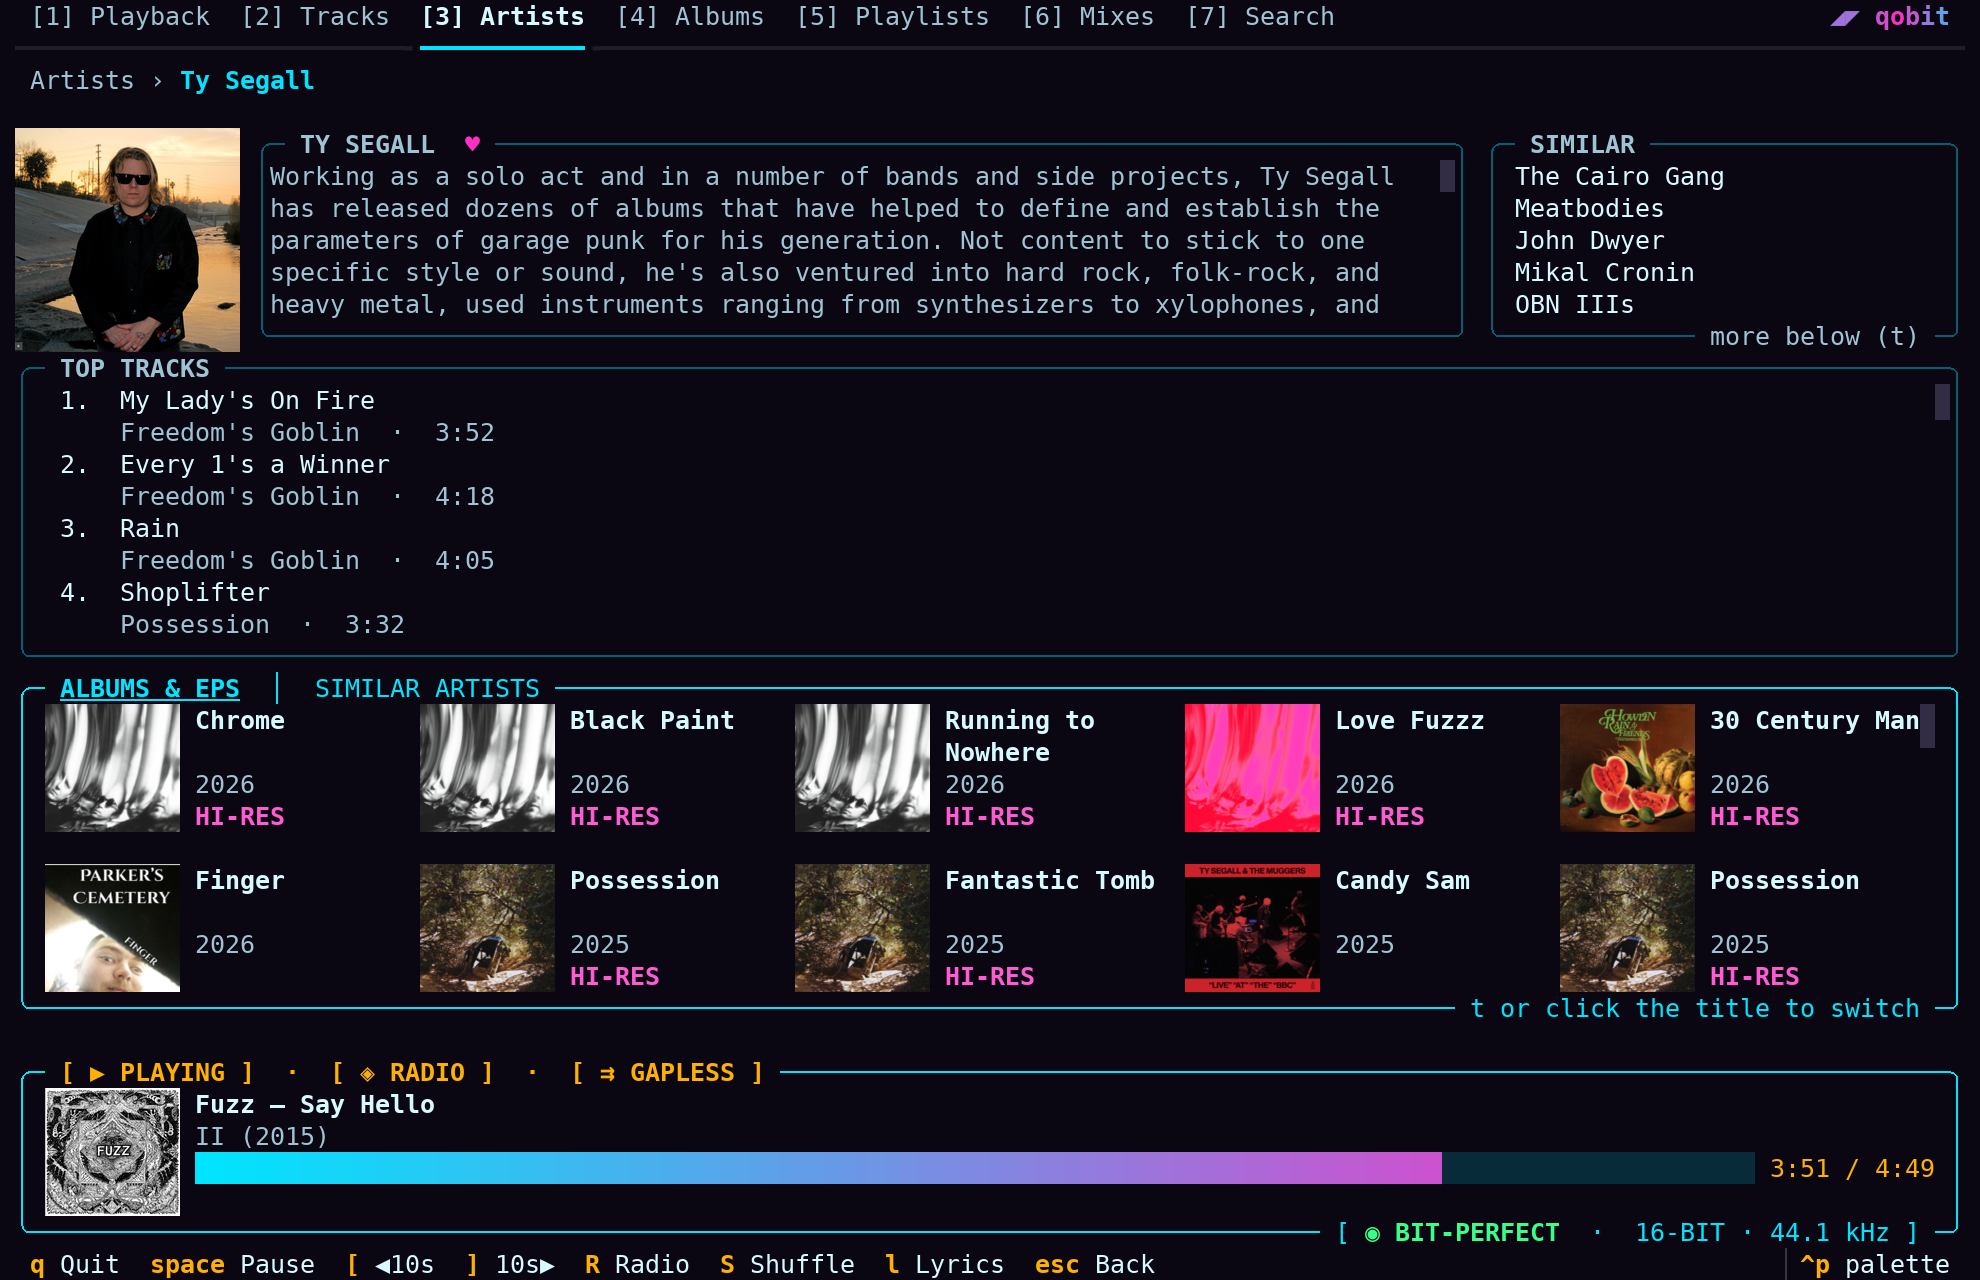 [1] Playback [2] Tracks [3] Artists [4] Albums [5] Playlists [6] Mixes [7] Search qobit
Artists › Ty Segall
TY SEGALL ♥
Working as a solo act and in a number of bands and side projects, Ty Segall
has released dozens of albums that have helped to define and establish the
parameters of garage punk for his generation. Not content to stick to one
specific style or sound, he's also ventured into hard rock, folk-rock, and
heavy metal, used instruments ranging from synthesizers to xylophones, and
SIMILAR
The Cairo Gang
Meatbodies
John Dwyer
Mikal Cronin
OBN IIIs
more below (t)
TOP TRACKS
1. My Lady's On Fire
Freedom's Goblin · 3:52
2. Every 1's a Winner
Freedom's Goblin · 4:18
3. Rain
Freedom's Goblin · 4:05
4. Shoplifter
Possession · 3:32
ALBUMS & EPS │ SIMILAR ARTISTS
Chrome
2026
HI-RES
Black Paint
2026
HI-RES
Running to
Nowhere
2026
HI-RES
Love Fuzzz
2026
HI-RES
HOWLIN
RAIN &
FRIENDS
30 Century Man
2026
HI-RES
PARKER'S
CEMETERY
FINGER
Finger
2026
Possession
2025
HI-RES
Fantastic Tomb
2025
HI-RES
TY SEGALL & THE MUGGERS
"LIVE" "AT" "THE" "BBC"
Candy Sam
2025
Possession
2025
HI-RES
t or click the title to switch
[ ▶ PLAYING ] · [ ◈ RADIO ] · [ ⇉ GAPLESS ]
FUZZ
Fuzz — Say Hello
II (2015)
3:51 / 4:49
[ ◉ BIT-PERFECT · 16-BIT · 44.1 kHz ]
q Quit space Pause [ ◀10s ] 10s▶ R Radio S Shuffle l Lyrics esc Back ^p palette